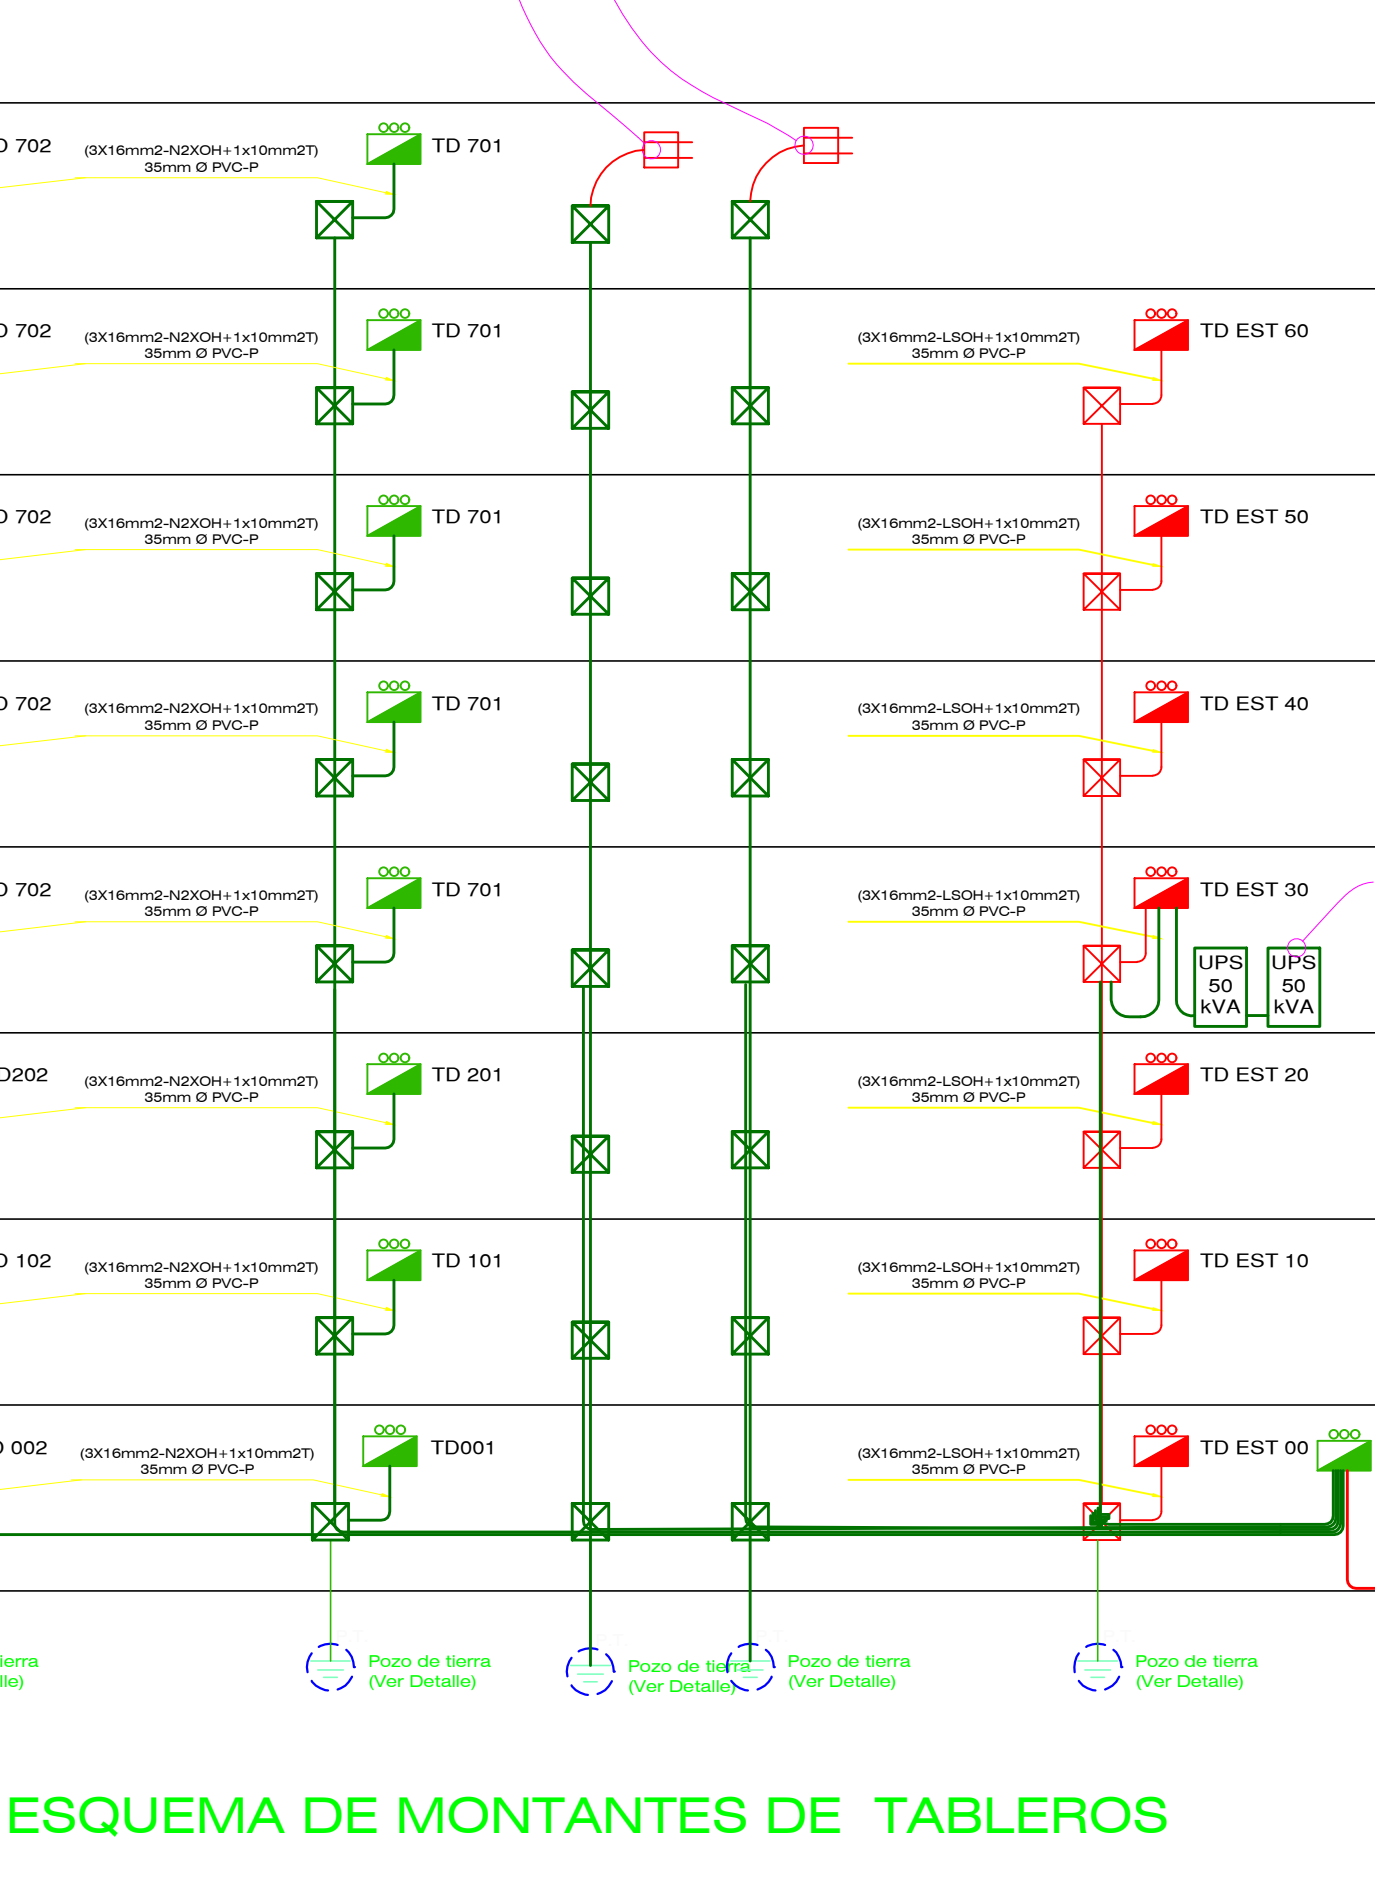 D 702
(3X16mm2-N2XOH+1x10mm2T)
35mm Ø PVC-P
TD 701
D 702
(3X16mm2-N2XOH+1x10mm2T)
35mm Ø PVC-P
TD 701
(3X16mm2-LSOH+1x10mm2T)
35mm Ø PVC-P
TD EST 60
D 702
(3X16mm2-N2XOH+1x10mm2T)
35mm Ø PVC-P
TD 701
(3X16mm2-LSOH+1x10mm2T)
35mm Ø PVC-P
TD EST 50
D 702
(3X16mm2-N2XOH+1x10mm2T)
35mm Ø PVC-P
TD 701
(3X16mm2-LSOH+1x10mm2T)
35mm Ø PVC-P
TD EST 40
D 702
(3X16mm2-N2XOH+1x10mm2T)
35mm Ø PVC-P
TD 701
(3X16mm2-LSOH+1x10mm2T)
35mm Ø PVC-P
TD EST 30
UPS
50
kVA
UPS
50
kVA
D202
(3X16mm2-N2XOH+1x10mm2T)
35mm Ø PVC-P
TD 201
(3X16mm2-LSOH+1x10mm2T)
35mm Ø PVC-P
TD EST 20
D 102
(3X16mm2-N2XOH+1x10mm2T)
35mm Ø PVC-P
TD 101
(3X16mm2-LSOH+1x10mm2T)
35mm Ø PVC-P
TD EST 10
D 002
(3X16mm2-N2XOH+1x10mm2T)
35mm Ø PVC-P
TD001
(3X16mm2-LSOH+1x10mm2T)
35mm Ø PVC-P
TD EST 00
ierra
lle)
Pozo de tierra
(Ver Detalle)
Pozo de tierra
(Ver Detalle)
Pozo de tierra
(Ver Detalle)
Pozo de tierra
(Ver Detalle)
ESQUEMA DE MONTANTES DE TABLEROS